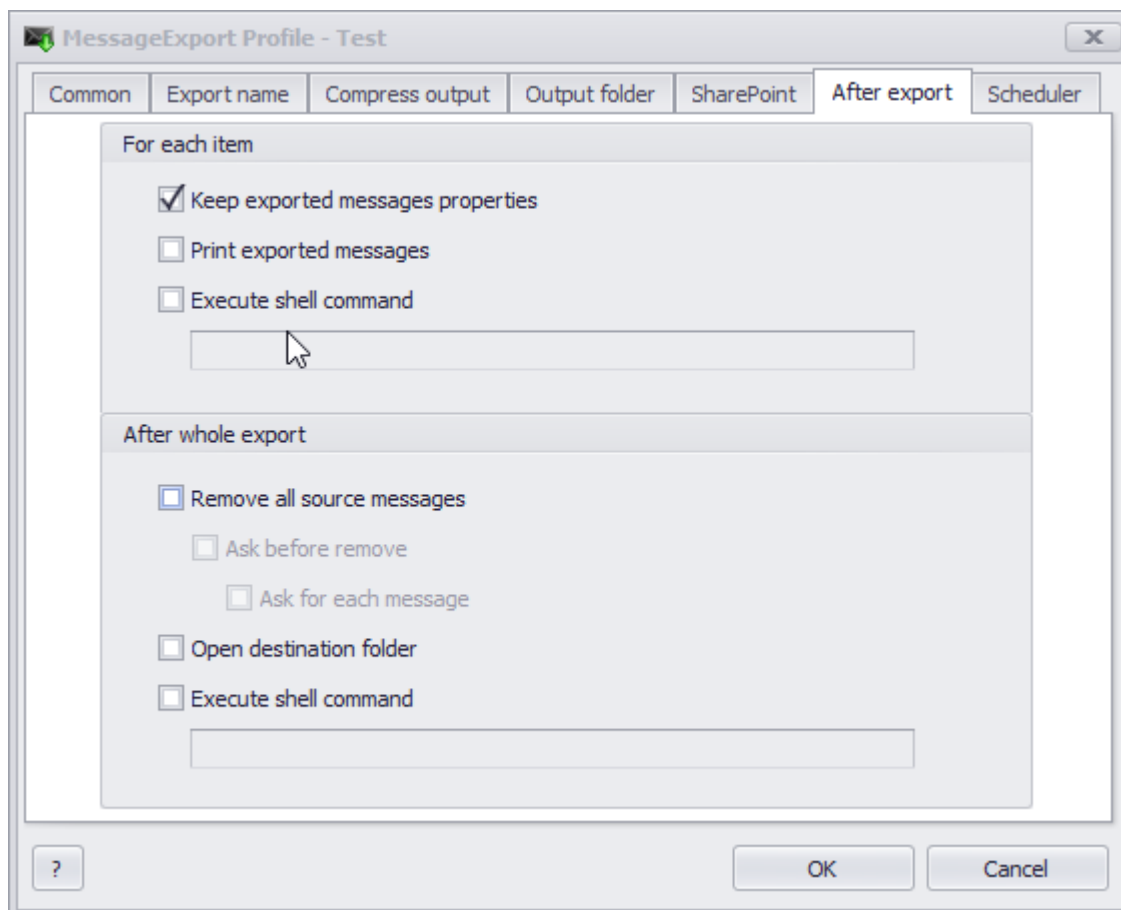 MessageExport Profile - Test
Common Export name Compress output Output folder SharePoint After export Scheduler
For each item
Keep exported messages properties
Print exported messages
Execute shell command
After whole export
Remove all source messages
Ask before remove
Ask for each message
Open destination folder
Execute shell command
? OK Cancel